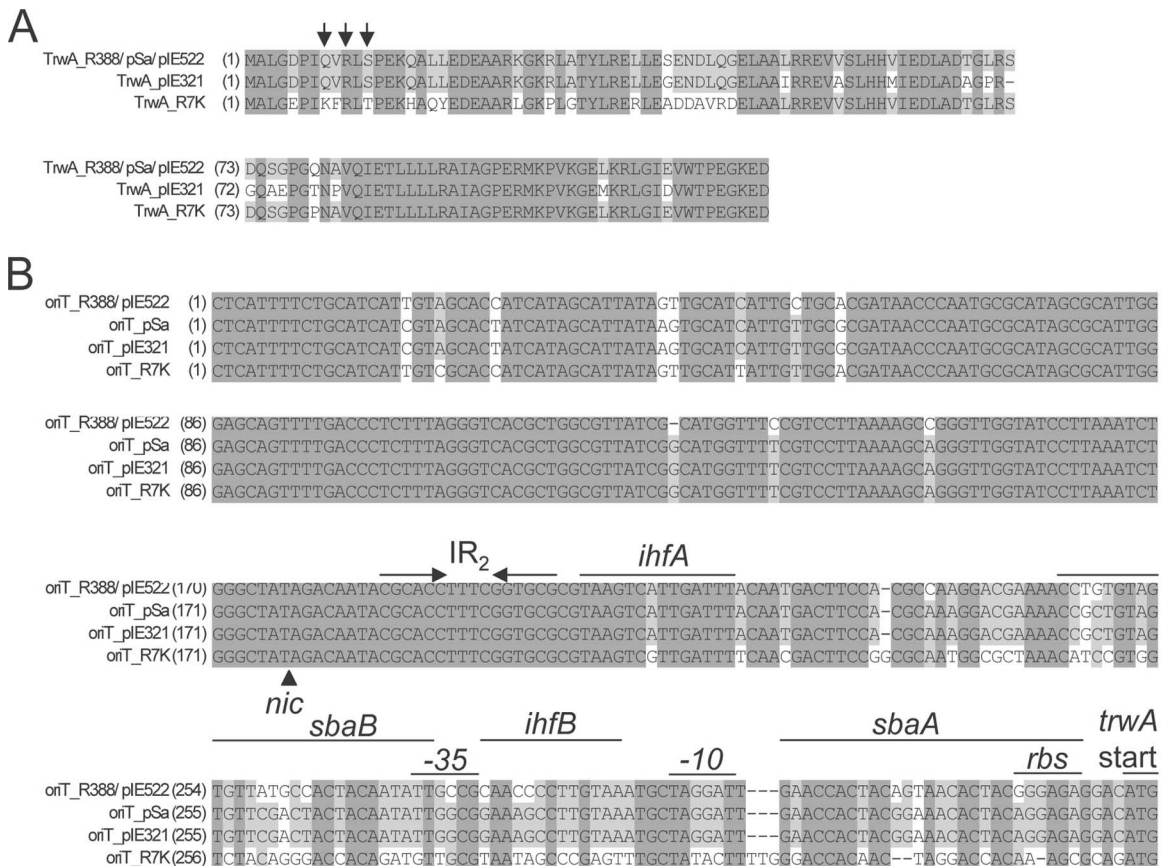 A
TrwA_R388/pSa/pIE522 (1) MALGDPIQVRLSPEKQALLEDEAARKGKRLATYLRELLESENDLQGELAALRREVVSLHHVIEDLADTGLRS
TrwA_pIE321 (1) MALGDPIQVRLSPEKQALLEDEAARKGKRLATYLRELLEGENDLQGELAAIRREVASLHHMIEDLADAGPR-
TrwA_R7K (1) MALGEPIKFRLTPEKHAQYEDEAARLGKPLGTYLRERLEADDAVRDELAALRREVVSLHHVIEDLADTGLRS
TrwA_R388/pSa/pIE522 (73) DQSGPGQNAVQIETLLLLRAIAGPERMKPVKGELKRLGIEVWTPEGKED
TrwA_pIE321 (72) GQAEPGTNPVQIETLLLLRAIAGPERMKPVKGEMKRLGIDVWTPEGKED
TrwA_R7K (73) DQSGPGPNAVQIETLLLLRAIAGPERMKPVKGELKRLGIEVWTPEGKED
B
oriT_R388/pIE522 (1) CTCATTTTCTGCATCATTGTAGCACCATCATAGCATTATAGTTGCATCATTGCTGCACGATAACCCAATGCGCATAGCGCATTGG
oriT_pSa (1) CTCATTTTCTGCATCATCGTAGCACTATCATAGCATTATAAGTGCATCATTGTTGCGCGATAACCCAATGCGCATAGCGCATTGG
oriT_pIE321 (1) CTCATTTTCTGCATCATCGTAGCACTATCATAGCATTATAAGTGCATCATTGTTGCGCGATAACCCAATGCGCATAGCGCATTGG
oriT_R7K (1) CTCATTTTCTGCATCATTGTCGCACCATCATAGCATTATAGTTGCATTATTGTTGCACGATAACCCAATGCGCATAGCGCATTGG
oriT_R388/pIE522 (86) GAGCAGTTTTGACCCTCTTTAGGGTCACGCTGGCGTTATCG-CATGGTTTCCGTCCTTAAAAGCCGGGTTGGTATCCTTAAATCT
oriT_pSa (86) GAGCAGTTTTGACCCTCTTTAGGGTCACGCTGGCGTTATCGGCATGGTTTTCGTCCTTAAAAGCAGGGTTGGTATCCTTAAATCT
oriT_pIE321 (86) GAGCAGTTTTGACCCTCTTTAGGGTCACGCTGGCGTTATCGGCATGGTTTTCGTCCTTAAAAGCAGGGTTGGTATCCTTAAATCT
oriT_R7K (86) GAGCAGTTTTGACCCTCTTTAGGGTCACGCTGGCGTTATCGGCATGGTTTTCGTCCTTAAAAGCAGGGTTGGTATCCTTAAATCT
IR2 ihfA
oriT_R388/pIE522 (170) GGGCTATAGACAATACGCACCTTTCGGTGCGCGTAAGTCATTGATTTACAATGACTTCCA-CGCCAAGGACGAAAACCTGTGTAG
oriT_pSa (171) GGGCTATAGACAATACGCACCTTTCGGTGCGCGTAAGTCATTGATTTACAATGACTTCCA-CGCAAAGGACGAAAACCGCTGTAG
oriT_pIE321 (171) GGGCTATAGACAATACGCACCTTTCGGTGCGCGTAAGTCATTGATTTACAATGACTTCCA-CGCAAAGGACGAAAACCGCTGTAG
oriT_R7K (171) GGGCTATAGACAATACGCACCTTTCGGTGCGCGTAAGTCGTTGATTTTCAACGACTTCCGGCGCAATGGCGCTAAACATCCGTGG
nic
sbaB ihfB sbaA trwA
-35 -10 rbs start
oriT_R388/pIE522 (254) TGTTATGCCACTACAATATTGCCGCAACCCCTTGTAAATGCTAGGATT---GAACCACTACAGTAACACTACGGGAGAGGACATG
oriT_pSa (255) TGTTCGACTACTACAATATTGGCGGAAAGCCTTGTAAATGCTAGGATT---GAACCACTACGGAAACACTACAGGAGAGGACATG
oriT_pIE321 (255) TGTTCGACTACTACAATATTGGCGGAAAGCCTTGTAAATGCTAGGATT---GAACCACTACGGAAACACTACAGGAGAGGACATG
oriT_R7K (256) TCTACAGGGACCACAGATGTTGCGTAATAGCCCGAGTTTGCTATACTTTTGGGACCACAAC--TAGGACCACAA-AGGGACCATG